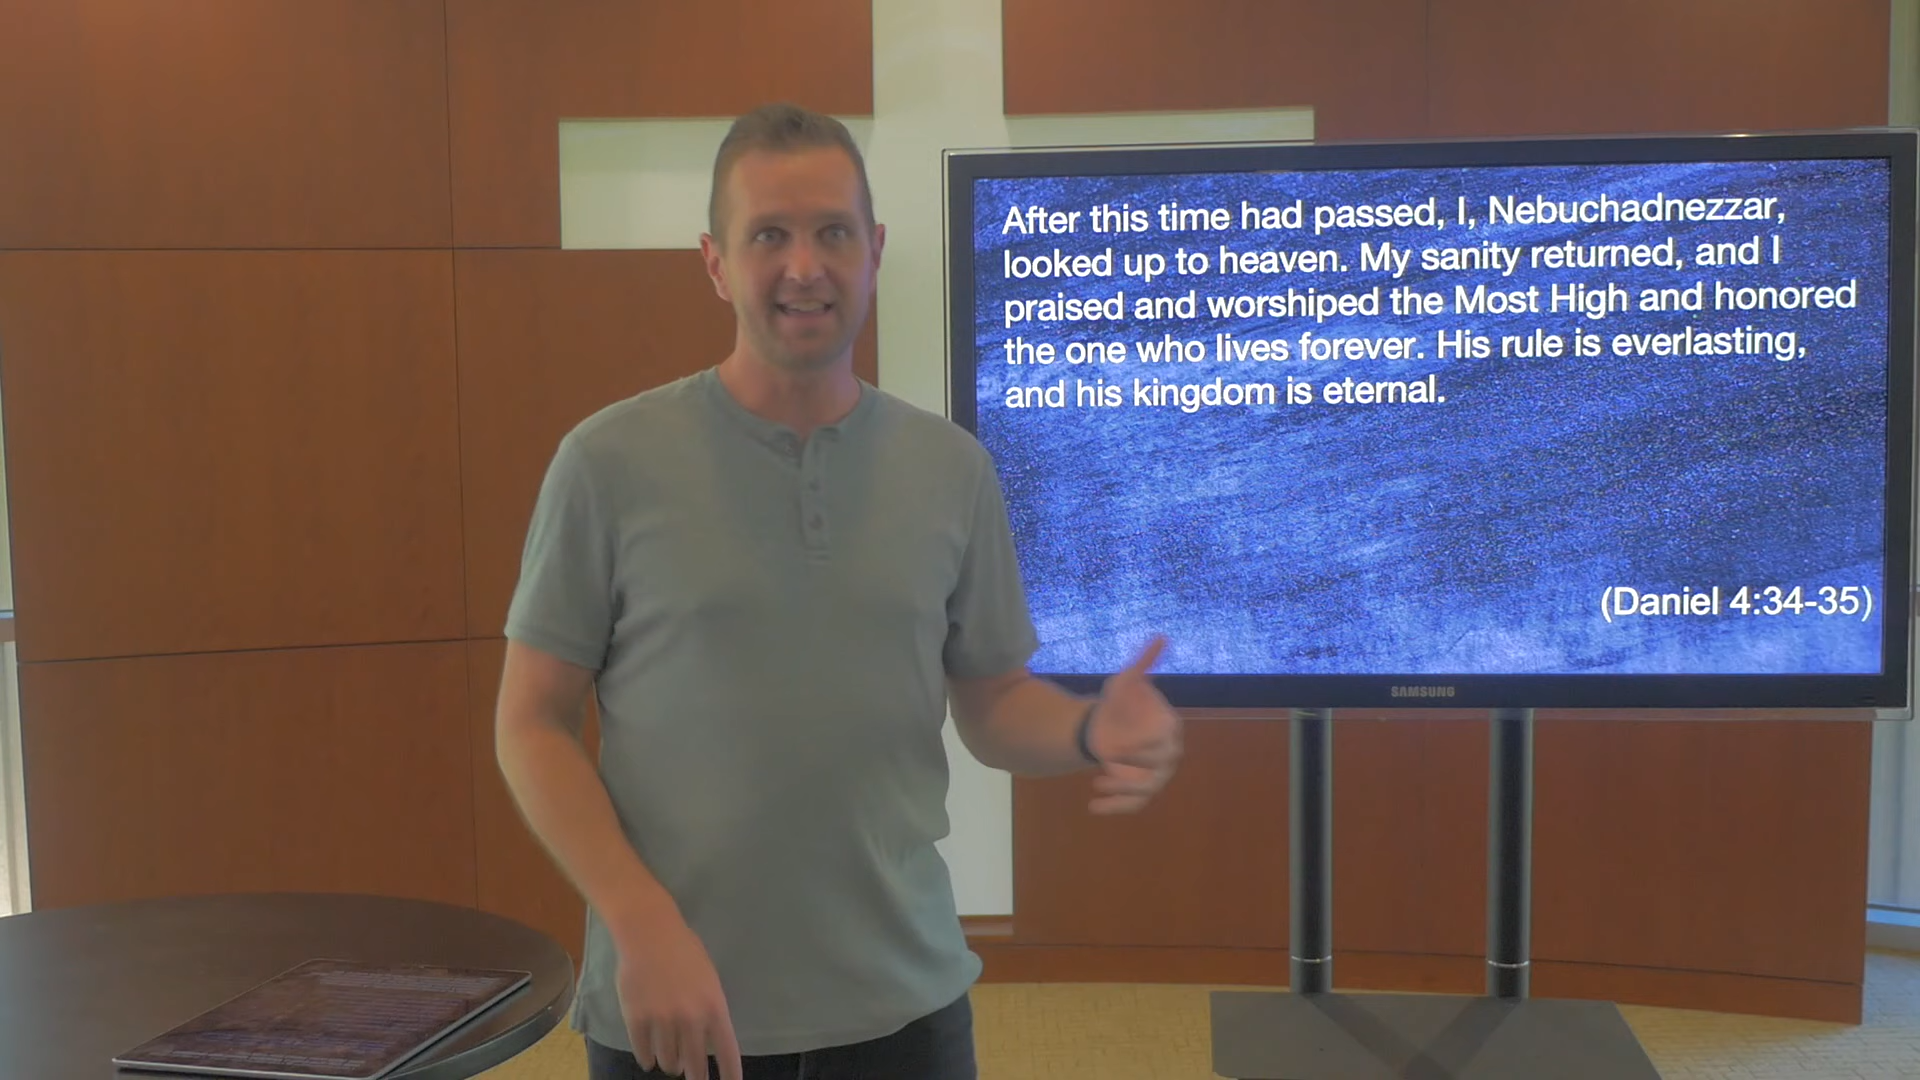 After this time had passed, I, Nebuchadnezzar,
looked up to heaven. My sanity returned, and I
praised and worshiped the Most High and honored
the one who lives forever. His rule is everlasting,
and his kingdom is eternal.
(Daniel 4:34-35)
SAMSUNG